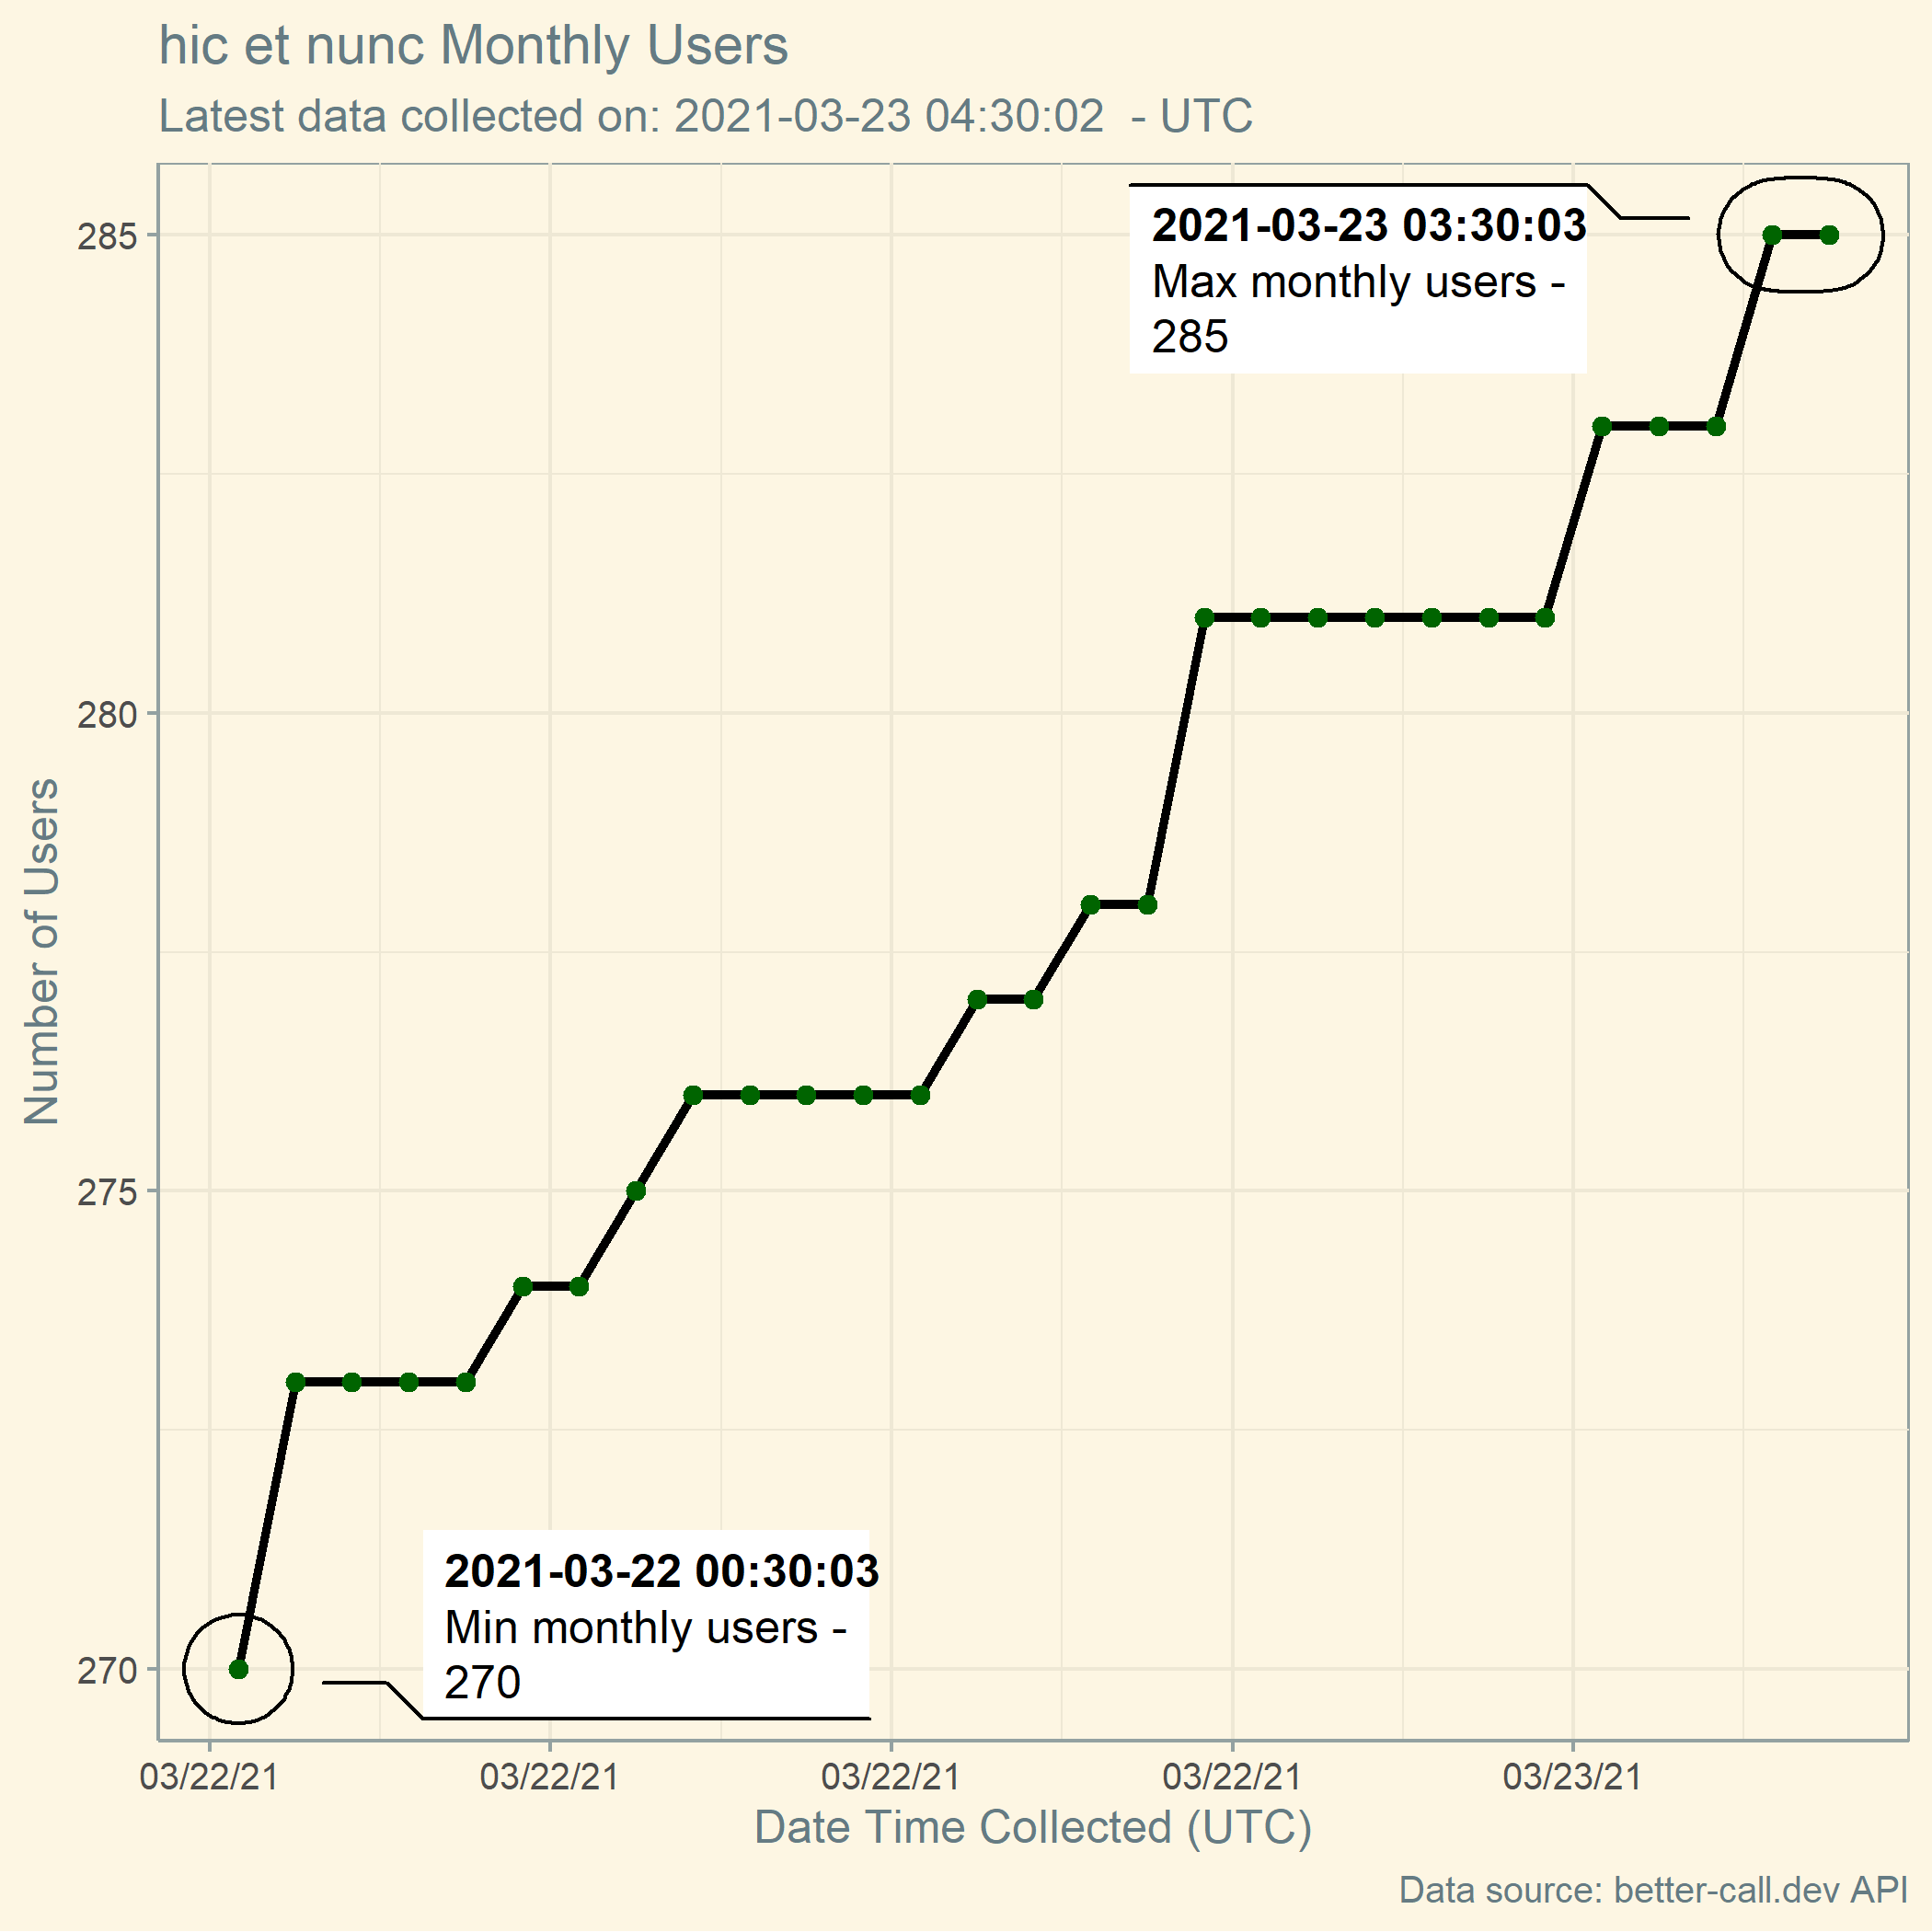 hic et nunc Monthly Users
Latest data collected on: 2021-03-23 04:30:02  - UTC
285
280
275
270
Number of Users
2021-03-23 03:30:03
Max monthly users -
285
2021-03-22 00:30:03
Min monthly users -
270
03/22/21 03/22/21 03/22/21 03/22/21 03/23/21
Date Time Collected (UTC)
Data source: better-call.dev API